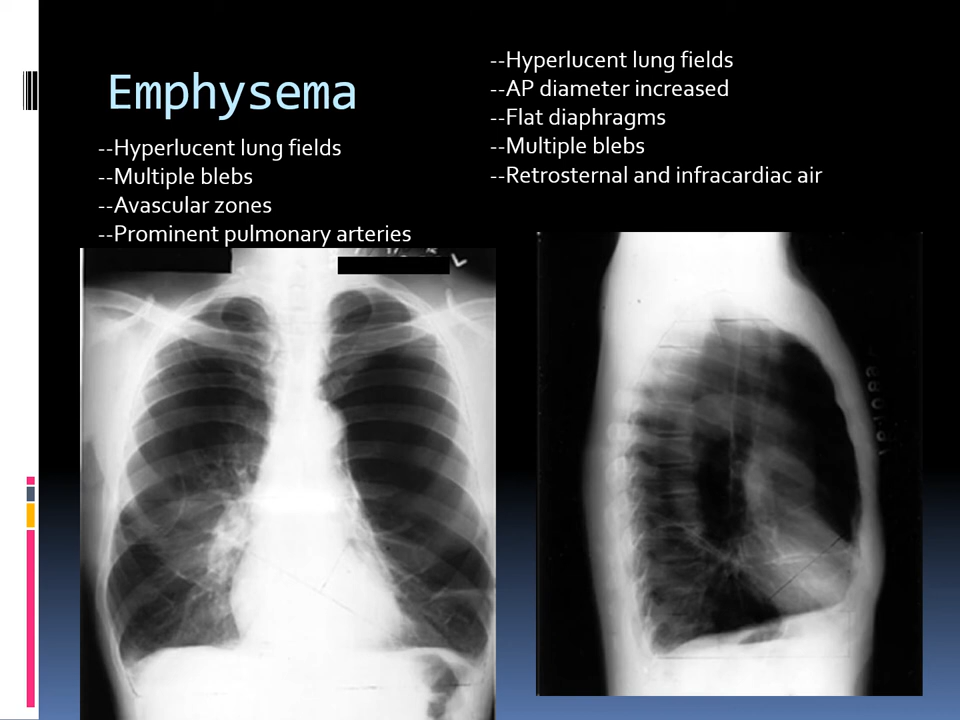 Emphysema
--Hyperlucent lung fields
--Multiple blebs
--Avascular zones
--Prominent pulmonary arteries
--Hyperlucent lung fields
--AP diameter increased
--Flat diaphragms
--Multiple blebs
--Retrosternal and infracardiac air
L